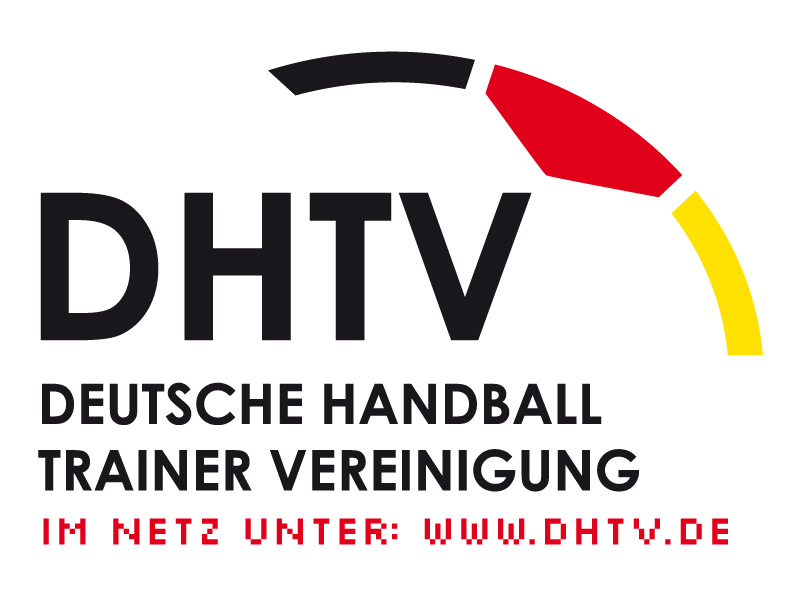 DHTV
DEUTSCHE HANDBALL
TRAINER VEREINIGUNG
IM NETZ UNTER: WWW.DHTV.DE